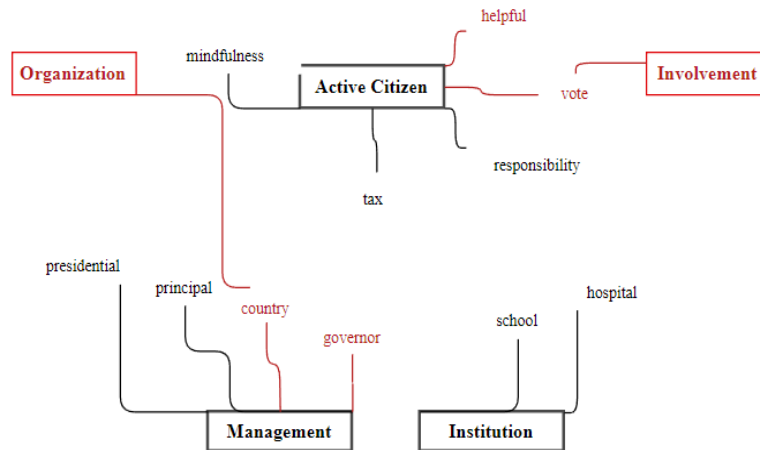 helpful
mindfulness
Organization
Active Citizen
Involvement
vote
responsibility
tax
presidential
principal
hospital
country
school
governor
Management
Institution